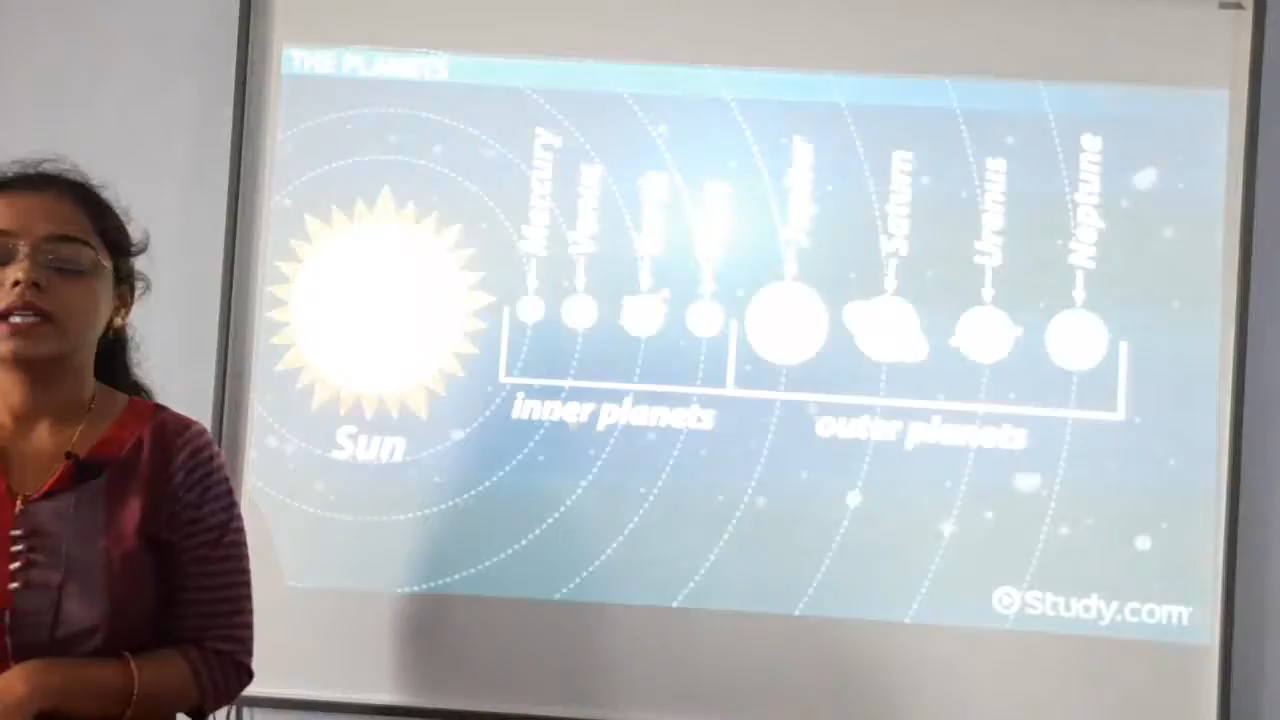 THE PLANETS
Mercury
Venus
Saturn
Uranus
Neptune
inner planets
outer planets
Sun
Study.com